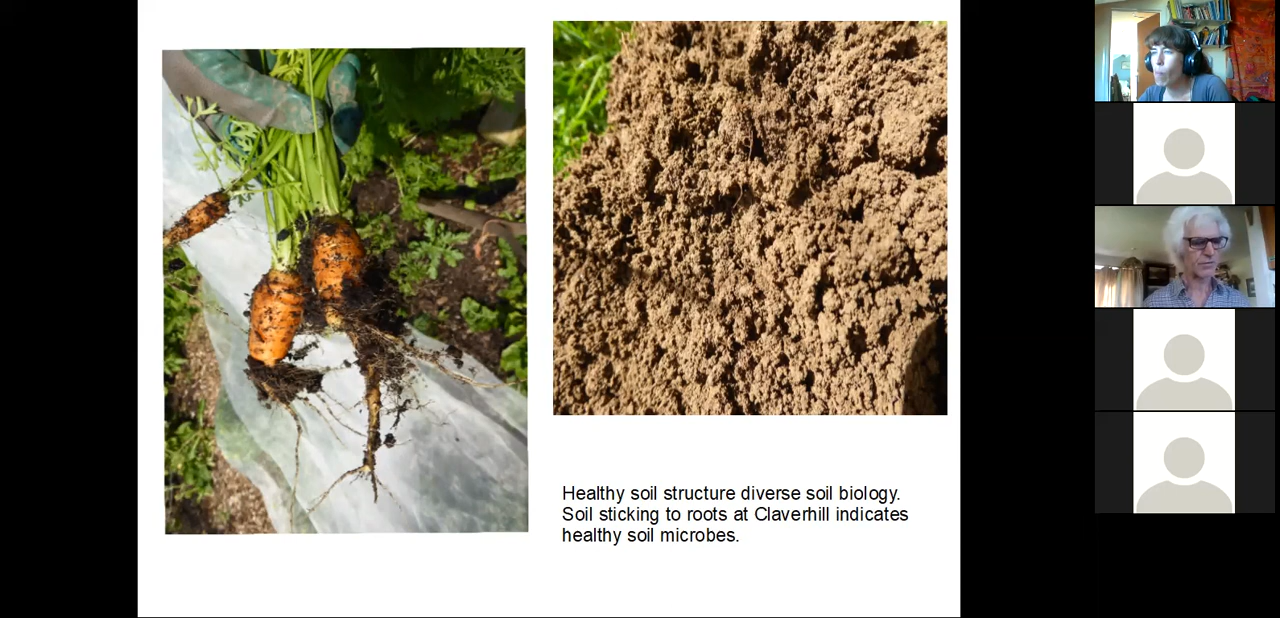 Healthy soil structure diverse soil biology.
Soil sticking to roots at Claverhill indicates
healthy soil microbes.